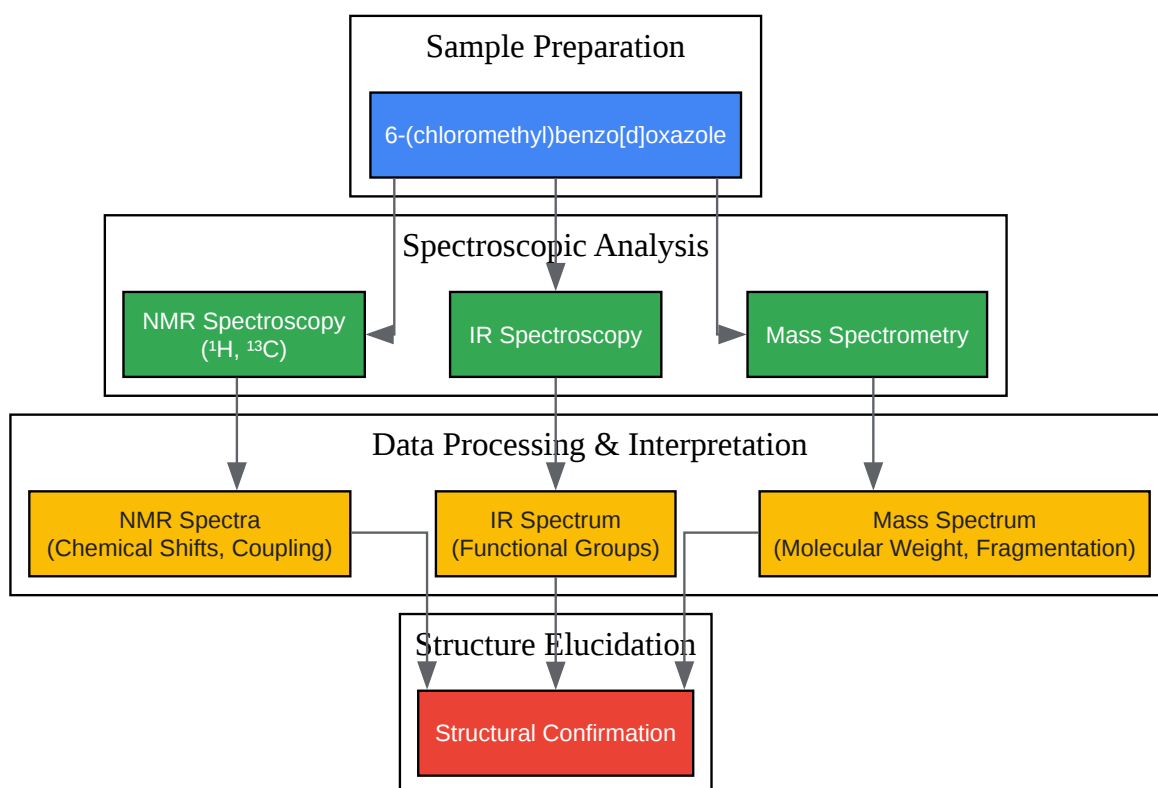 Sample Preparation
6-(chloromethyl)benzo[d]oxazole
Spectroscopic Analysis
NMR Spectroscopy
(¹H, ¹³C)
IR Spectroscopy
Mass Spectrometry
Data Processing & Interpretation
NMR Spectra
(Chemical Shifts, Coupling)
IR Spectrum
(Functional Groups)
Mass Spectrum
(Molecular Weight, Fragmentation)
Structure Elucidation
Structural Confirmation